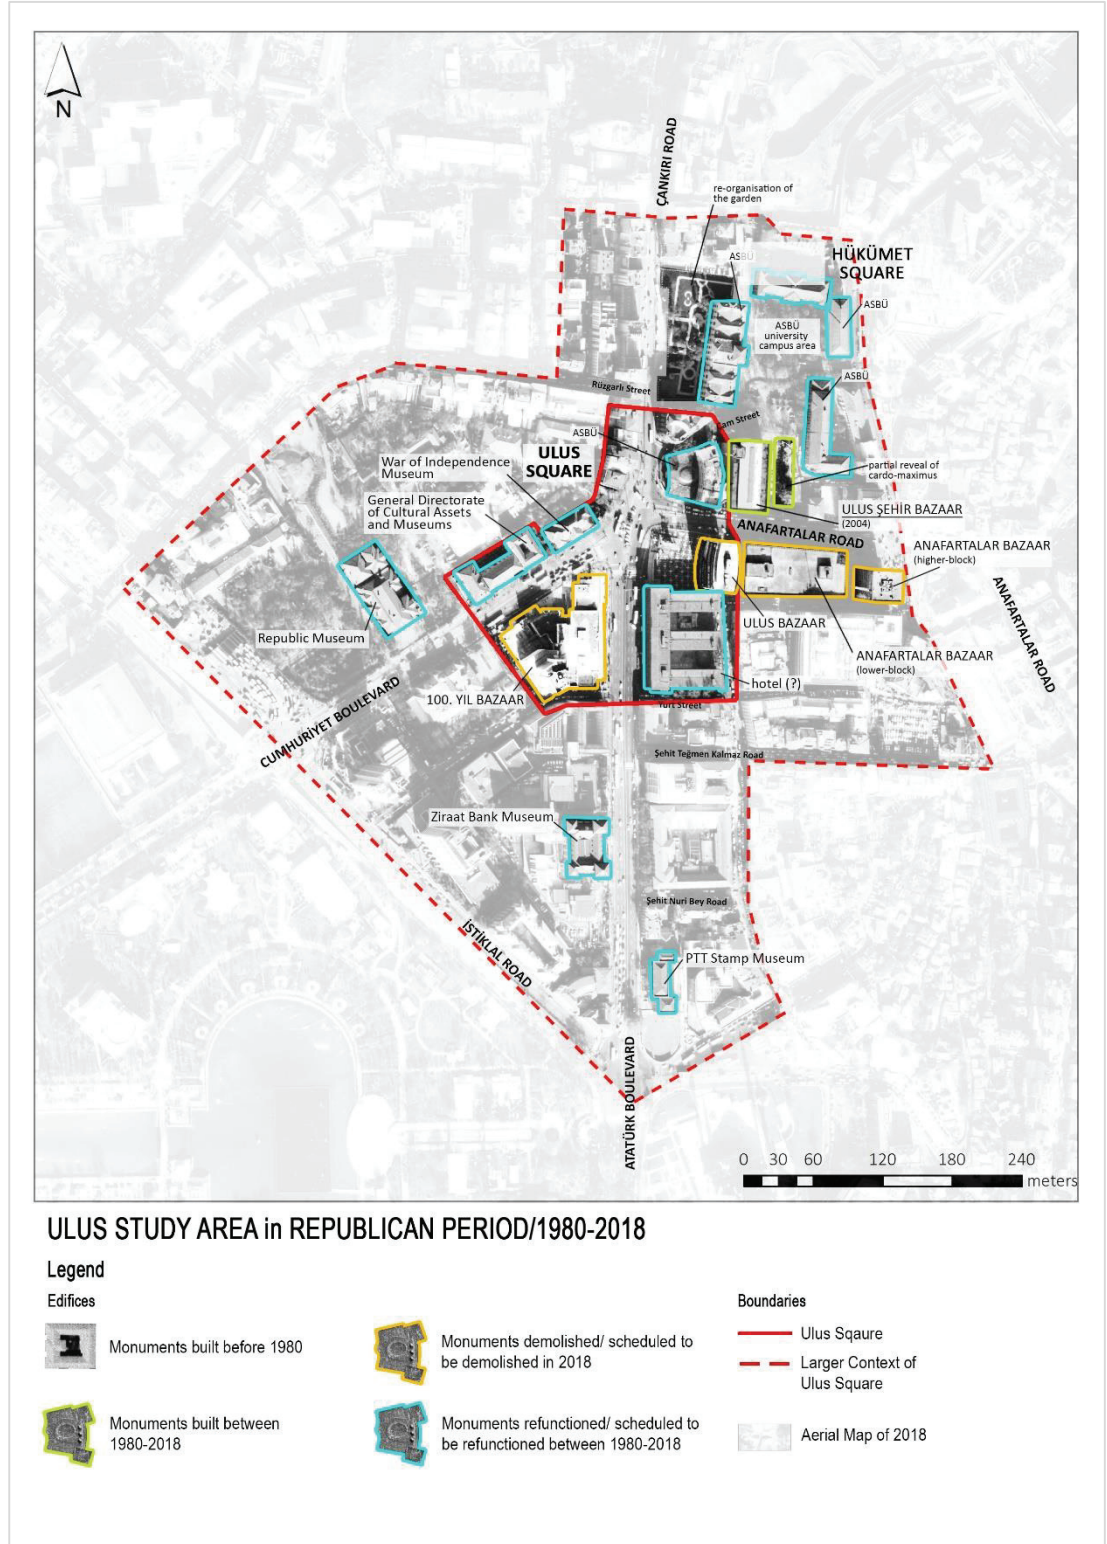 N
ÇANKIRI ROAD
re-organisation of
the garden
HÜKÜMET
SQUARE
ASBÜ
ASBÜ
ASBÜ
university
campus area
ASBÜ
Rüzgarlı Street
ASBÜ
ULUS
SQUARE
War of Independence
Museum
partial reveal of
cardo-maximus
General Directorate
of Cultural Assets
and Museums
ULUS ŞEHİR BAZAAR
(2004)
ANAFARTALAR ROAD
ANAFARTALAR BAZAAR
(higher-block)
ANAFARTALAR ROAD
Republic Museum
ULUS BAZAAR
ANAFARTALAR BAZAAR
(lower-block)
hotel (?)
100. YIL BAZAAR
Yurt Street
CUMHURİYET BOULEVARD
Şehit Teğmen Kalmaz Road
Ziraat Bank Museum
Şehit Nuri Bey Road
İSTİKLAL ROAD
PTT Stamp Museum
ATATÜRK BOULEVARD
0 30 60 120 180 240
meters
ULUS STUDY AREA in REPUBLICAN PERIOD/1980-2018
Legend
Edifices
Monuments built before 1980
Monuments built between
1980-2018
Monuments demolished/ scheduled to
be demolished in 2018
Monuments refunctioned/ scheduled to
be refunctioned between 1980-2018
Boundaries
Ulus Sqaure
Larger Context of
Ulus Square
Aerial Map of 2018